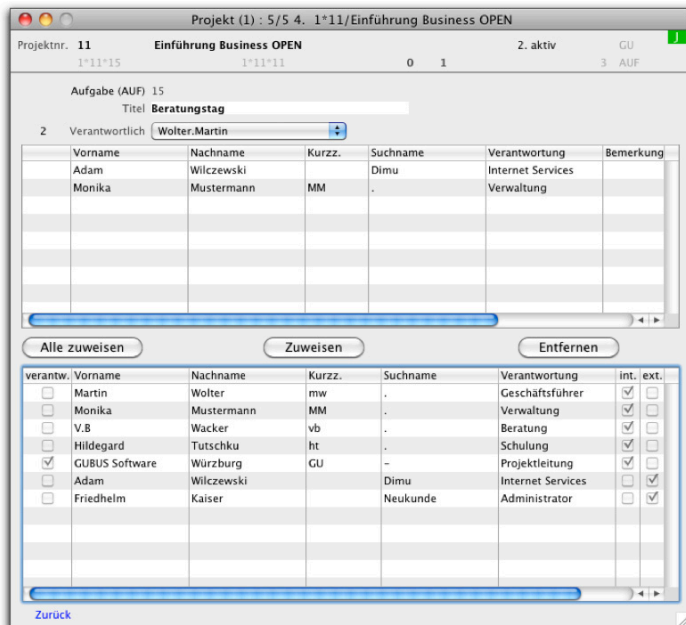 Projekt (1) : 5/5 4.  1*11/Einführung Business OPEN
Projektnr. 11 Einführung Business OPEN 2. aktiv GU J
1*11*15 1*11*11 0 1 3 AUF
Aufgabe (AUF) 15
Titel Beratungstag
2 Verantwortlich Wolter.Martin
Vorname Nachname Kurzz. Suchname Verantwortung Bemerkung
Adam Wilczewski Dimu Internet Services
Monika Mustermann MM . Verwaltung
Alle zuweisen Zuweisen Entfernen
verantw. Vorname Nachname Kurzz. Suchname Verantwortung int. ext.
Martin Wolter mw . Geschäftsführer
Monika Mustermann MM . Verwaltung
V.B Wacker vb . Beratung
Hildegard Tutschku ht . Schulung
GUBUS Software Würzburg GU – Projektleitung
Adam Wilczewski Dimu Internet Services
Friedhelm Kaiser Neukunde Administrator
Zurück